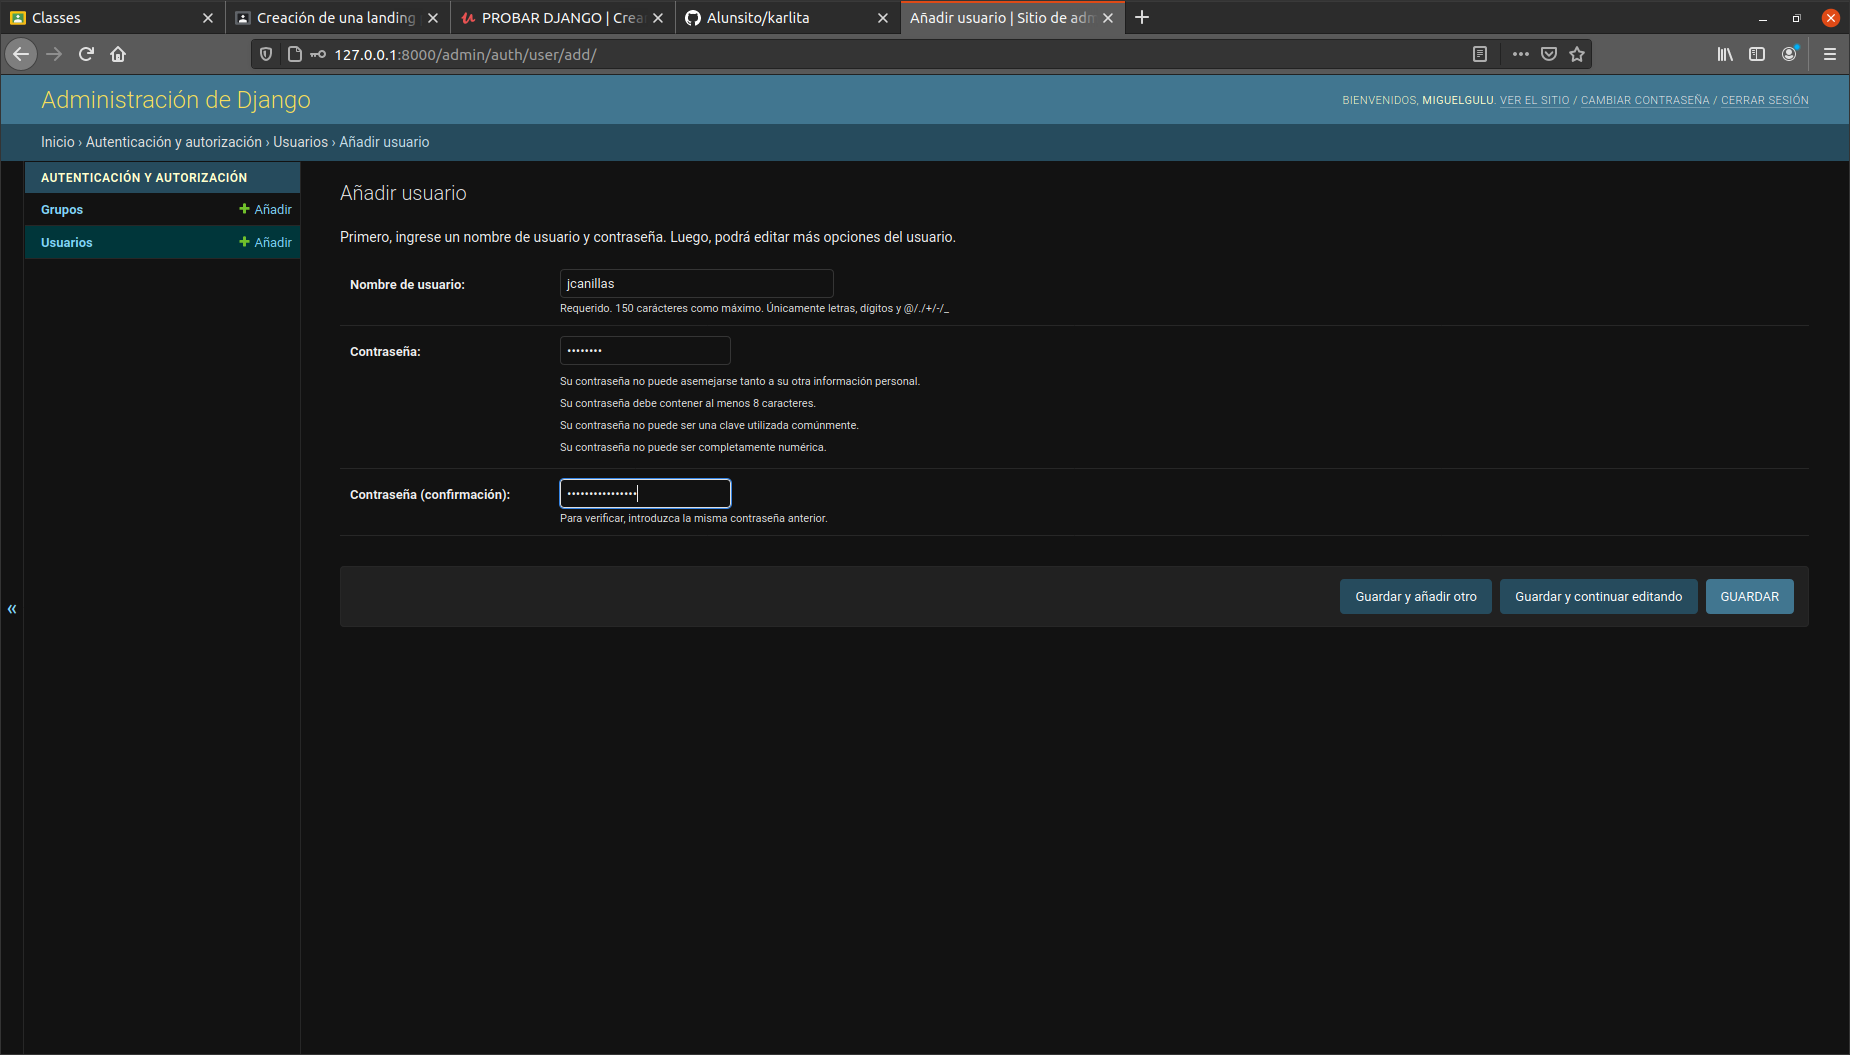 Classes
Creación de una landing
PROBAR DJANGO | Crea
Alunsito/karlita
Añadir usuario | Sitio de adm
127.0.0.1:8000/admin/auth/user/add/
Administración de Django
BIENVENIDOS, MIGUELGULU. VER EL SITIO / CAMBIAR CONTRASEÑA / CERRAR SESIÓN
Inicio › Autenticación y autorización › Usuarios › Añadir usuario
AUTENTICACIÓN Y AUTORIZACIÓN
Grupos
Añadir
Usuarios
Añadir
Añadir usuario
Primero, ingrese un nombre de usuario y contraseña. Luego, podrá editar más opciones del usuario.
Nombre de usuario:
jcanillas
Requerido. 150 carácteres como máximo. Únicamente letras, dígitos y @/./+/-/_
Contraseña:
••••••••
Su contraseña no puede asemejarse tanto a su otra información personal.
Su contraseña debe contener al menos 8 caracteres.
Su contraseña no puede ser una clave utilizada comúnmente.
Su contraseña no puede ser completamente numérica.
Contraseña (confirmación):
••••••••••••••••
Para verificar, introduzca la misma contraseña anterior.
«
Guardar y añadir otro
Guardar y continuar editando
GUARDAR